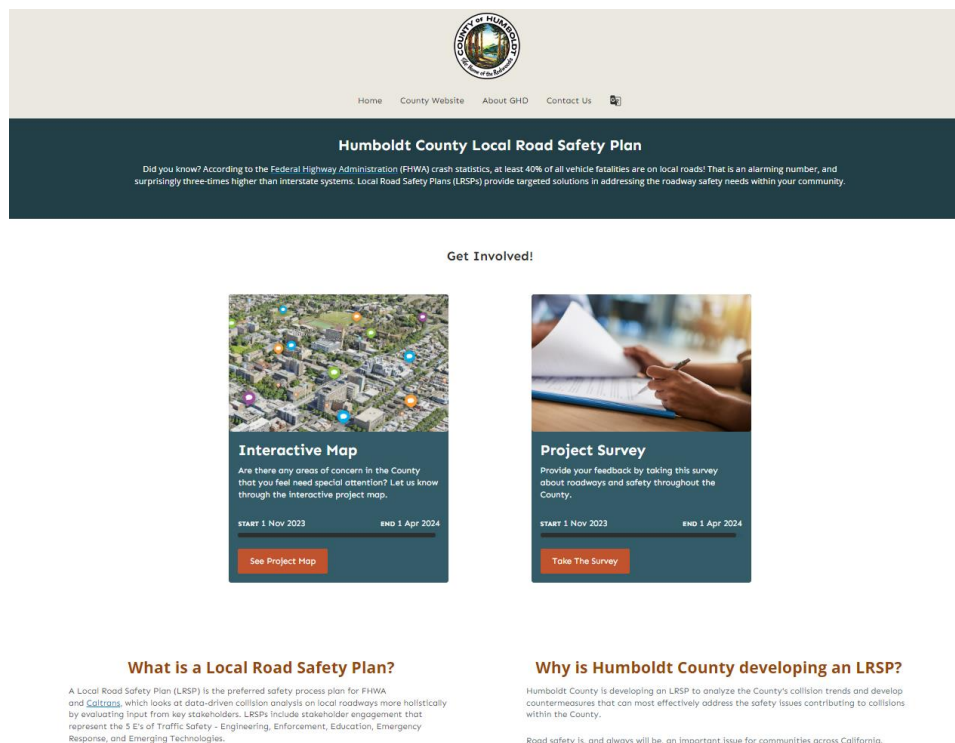 COUNTY OF HUMBOLDT
The Home of the Redwoods
Home County Website About GHD Contact Us
Humboldt County Local Road Safety Plan
Did you know? According to the Federal Highway Administration (FHWA) crash statistics, at least 40% of all vehicle fatalities are on local roads! That is an alarming number, and
surprisingly three-times higher than interstate systems. Local Road Safety Plans (LRSPs) provide targeted solutions in addressing the roadway safety needs within your community.
Get Involved!
Interactive Map
Are there any areas of concern in the County
that you feel need special attention? Let us know
through the interactive project map.
START 1 Nov 2023 END 1 Apr 2024
See Project Map
Project Survey
Provide your feedback by taking this survey
about roadways and safety throughout the
County.
START 1 Nov 2023 END 1 Apr 2024
Take The Survey
What is a Local Road Safety Plan?
A Local Road Safety Plan (LRSP) is the preferred safety process plan for FHWA
and Caltrans, which looks at data-driven collision analysis on local roadways more holistically
by evaluating input from key stakeholders. LRSPs include stakeholder engagement that
represent the 5 E's of Traffic Safety - Engineering, Enforcement, Education, Emergency
Response, and Emerging Technologies.
Why is Humboldt County developing an LRSP?
Humboldt County is developing an LRSP to analyze the County's collision trends and develop
countermeasures that can most effectively address the safety issues contributing to collisions
within the County.
Road safety is, and always will be, an important issue for communities across California.